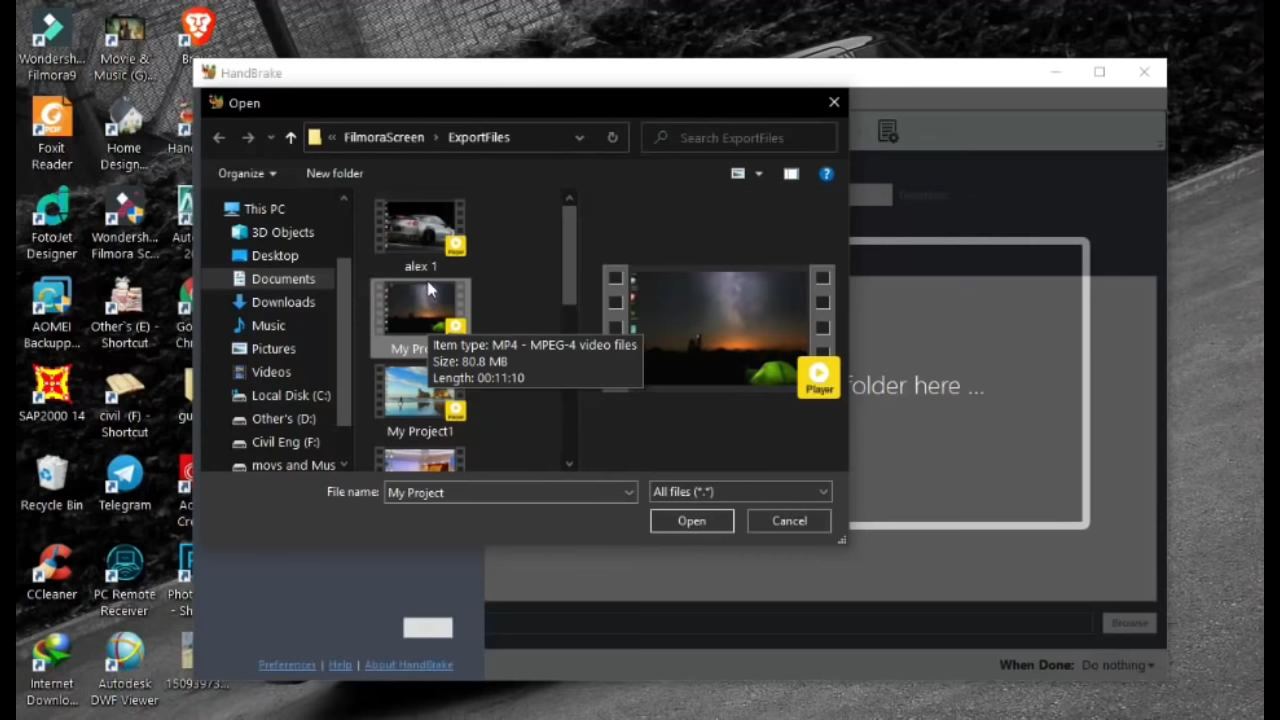 Wondersh...
Filmora9
Movie &
Music (G)...
Foxit
Reader
Home
Design...
FotoJet
Designer
Wondersh...
Filmora Sc...
AOMEI
Backupp...
Other's (E) -
Shortcut
SAP2000 14
civil -(F) -
Shortcut
Recycle Bin
Telegram
CCleaner
PC Remote
Receiver
Internet
Downlo...
Autodesk
DWF Viewer
15093973...
HandBrake
Open
« FilmoraScreen › ExportFiles
Search ExportFiles
Organize
New folder
This PC
3D Objects
Desktop
Documents
Downloads
Music
Pictures
Videos
Local Disk (C:)
Other's (D:)
Civil Eng (F:)
movs and Mus
alex 1
My Pro
Item type: MP4 - MPEG-4 video files
Size: 80.8 MB
Length: 00:11:10
My Project1
Player
File name:
My Project
All files (*.*)
Open
Cancel
folder here ...
Browse
Preferences | Help | About HandBrake
When Done: Do nothing